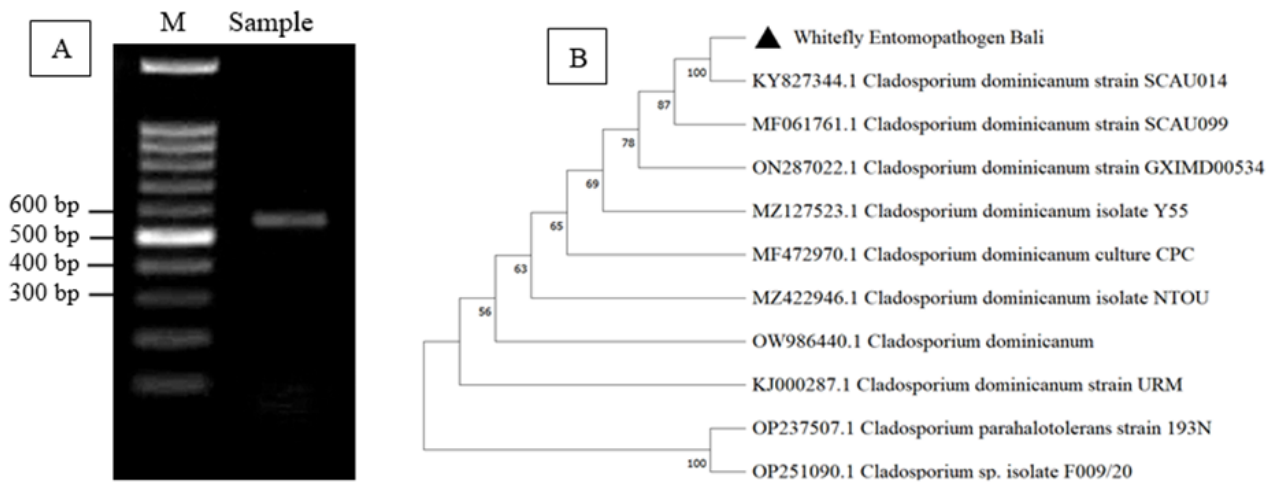 A
M Sample
600 bp
500 bp
400 bp
300 bp
B
Whitefly Entomopathogen Bali
100
KY827344.1 Cladosporium dominicanum strain SCAU014
87
MF061761.1 Cladosporium dominicanum strain SCAU099
78
ON287022.1 Cladosporium dominicanum strain GXIMD00534
69
MZ127523.1 Cladosporium dominicanum isolate Y55
65
MF472970.1 Cladosporium dominicanum culture CPC
63
MZ422946.1 Cladosporium dominicanum isolate NTOU
56
OW986440.1 Cladosporium dominicanum
KJ000287.1 Cladosporium dominicanum strain URM
OP237507.1 Cladosporium parahalotolerans strain 193N
100
OP251090.1 Cladosporium sp. isolate F009/20